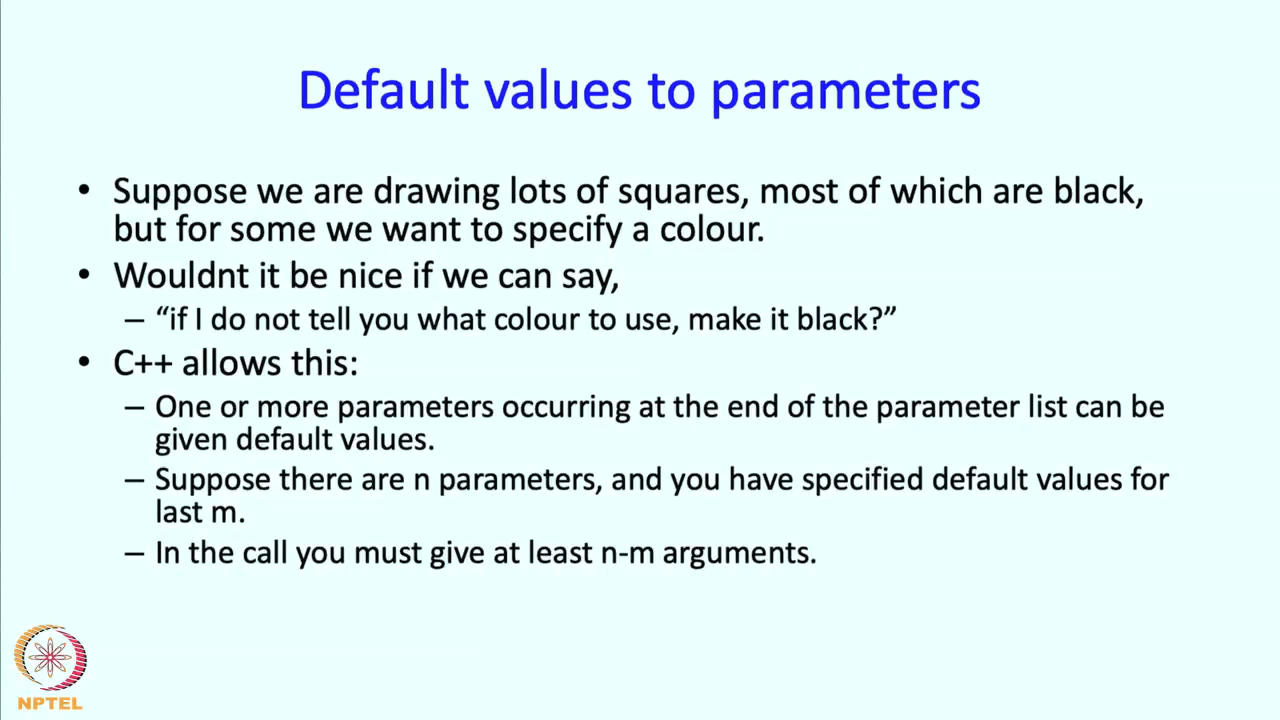 Default values to parameters
• Suppose we are drawing lots of squares, most of which are black,
but for some we want to specify a colour.
• Wouldnt it be nice if we can say,
– “if I do not tell you what colour to use, make it black?”
• C++ allows this:
– One or more parameters occurring at the end of the parameter list can be
given default values.
– Suppose there are n parameters, and you have specified default values for
last m.
– In the call you must give at least n-m arguments.
NPTEL